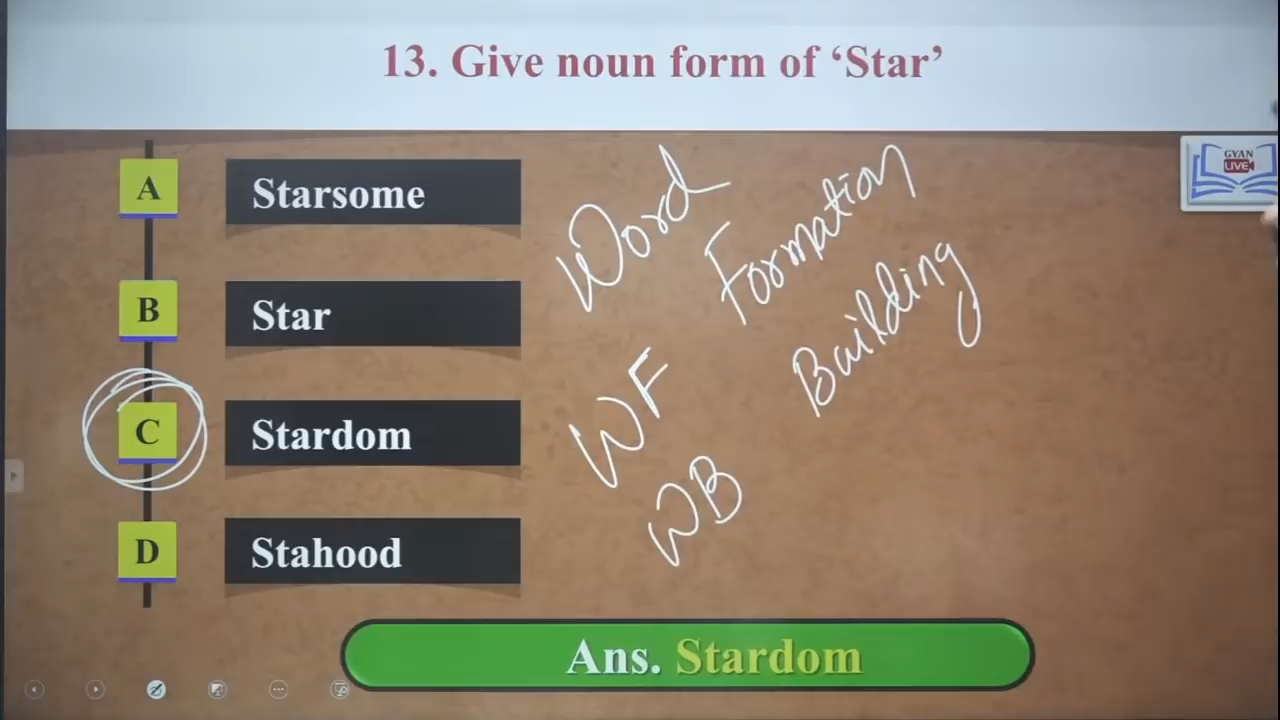 13. Give noun form of ‘Star’
GYAN
LIVE
A Starsome
B Star
C Stardom
D Stahood
Word Formation
Building
WF
WB
Ans. Stardom